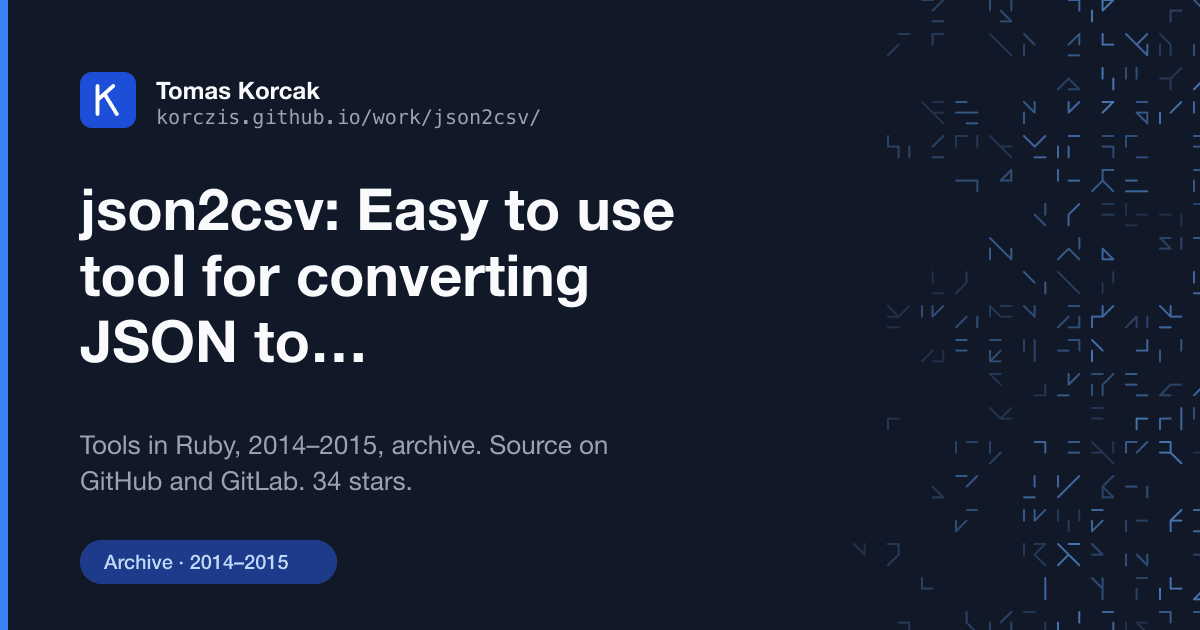 Tomas Korcak
korczis.github.io/work/json2csv/
json2csv: Easy to use
tool for converting
JSON to…
Tools in Ruby, 2014–2015, archive. Source on
GitHub and GitLab. 34 stars.
Archive · 2014–2015